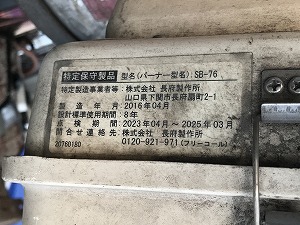 特定保守製品 型名(バーナー型名):SB-76
特定製造事業者等:株式会社 長府製作所
山口県下関市長府扇町2-1
製造年月:2016年04月
設計標準使用期間:8年
点検期間:2023年04月～2025年03月
問合せ連絡先:株式会社 長府製作所
20760180 0120-921-971(フリーコール)